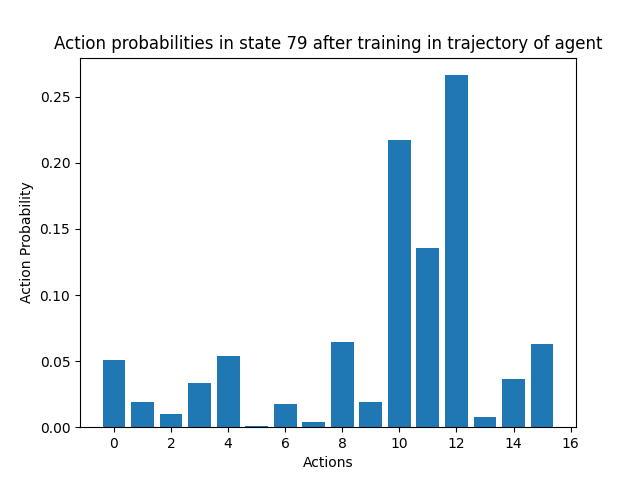 Action probabilities in state 79 after training in trajectory of agent
0.25
0.20
0.15
0.10
0.05
0.00
Action Probability
0 2 4 6 8 10 12 14 16
Actions